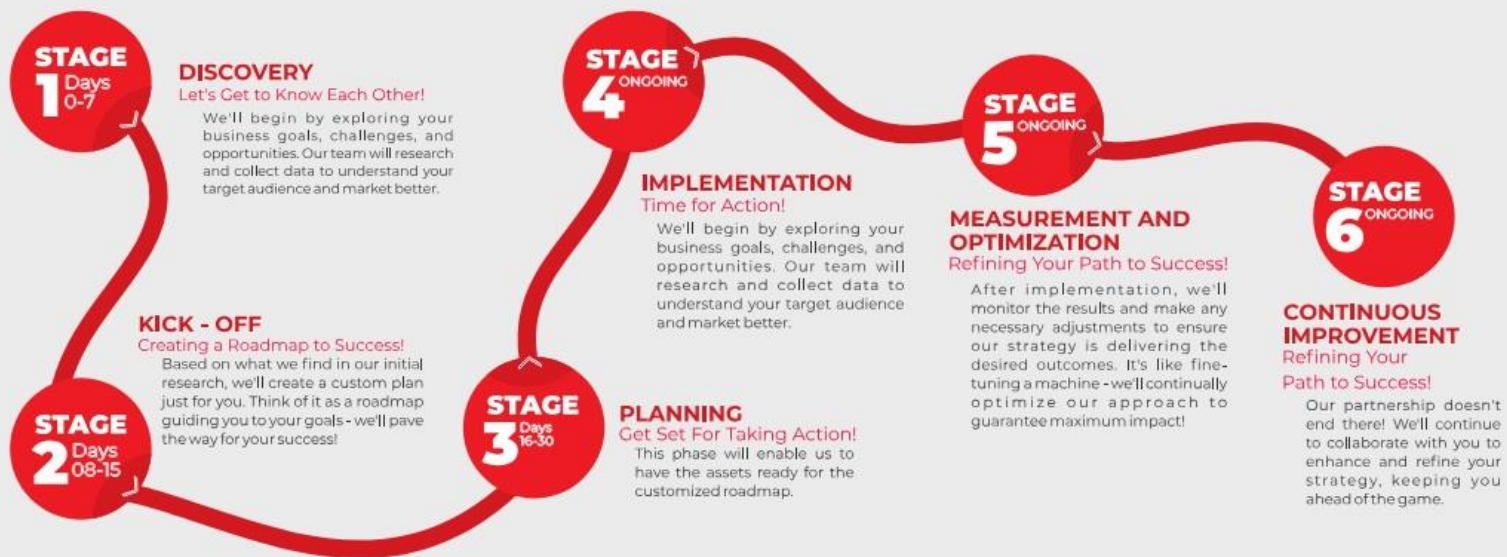 STAGE
1 Days
0-7
DISCOVERY
Let's Get to Know Each Other!
We'll begin by exploring your
business goals, challenges, and
opportunities. Our team will research
and collect data to understand your
target audience and market better.
STAGE
2 Days
08-15
KICK - OFF
Creating a Roadmap to Success!
Based on what we find in our initial
research, we'll create a custom plan
just for you. Think of it as a roadmap
guiding you to your goals - we'll pave
the way for your success!
STAGE
3 Days
16-30
PLANNING
Get Set For Taking Action!
This phase will enable us to
have the assets ready for the
customized roadmap.
STAGE
4 ONGOING
IMPLEMENTATION
Time for Action!
We'll begin by exploring your
business goals, challenges, and
opportunities. Our team will
research and collect data to
understand your target audience
and market better.
STAGE
5 ONGOING
MEASUREMENT AND
OPTIMIZATION
Refining Your Path to Success!
After implementation, we'll
monitor the results and make any
necessary adjustments to ensure
our strategy is delivering the
desired outcomes. It's like fine-
tuning a machine - we'll continually
optimize our approach to
guarantee maximum impact!
STAGE
6 ONGOING
CONTINUOUS
IMPROVEMENT
Refining Your
Path to Success!
Our partnership doesn't
end there! We'll continue
to collaborate with you to
enhance and refine your
strategy, keeping you
ahead of the game.